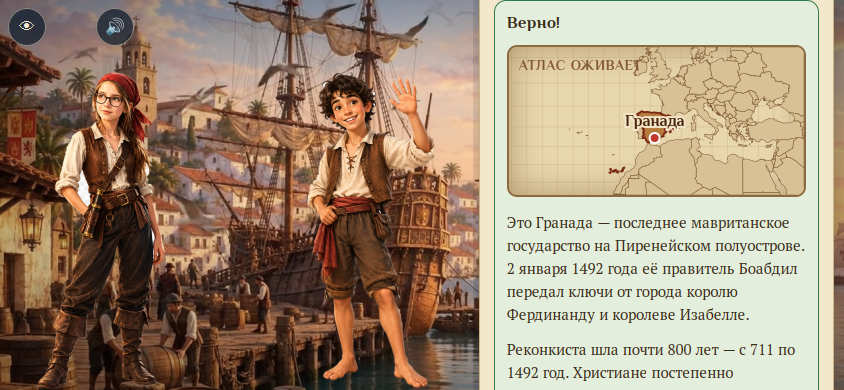 Верно!
АТЛАС ОЖИВАЕТ
Гранада
Это Гранада — последнее мавританское
государство на Пиренейском полуострове.
2 января 1492 года её правитель Боабдил
передал ключи от города королю
Фердинанду и королеве Изабелле.
Реконкиста шла почти 800 лет — с 711 по
1492 год. Христиане постепенно